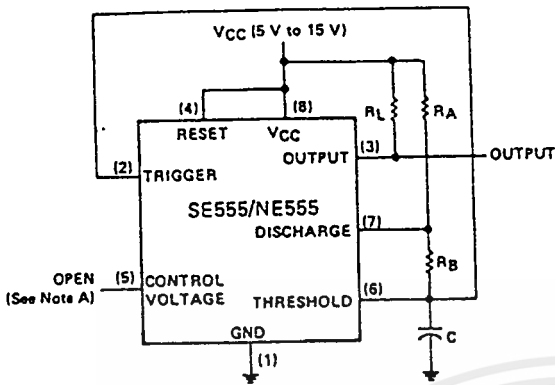 VCC (5 V to 15 V)
(4)
(8)
RL
RA
RESET
VCC
(3)
OUTPUT
OUTPUT
(2)
TRIGGER
SE555/NE555
(7)
DISCHARGE
RB
OPEN
(See Note A)
(5)
CONTROL
VOLTAGE
(6)
THRESHOLD
C
GND
(1)